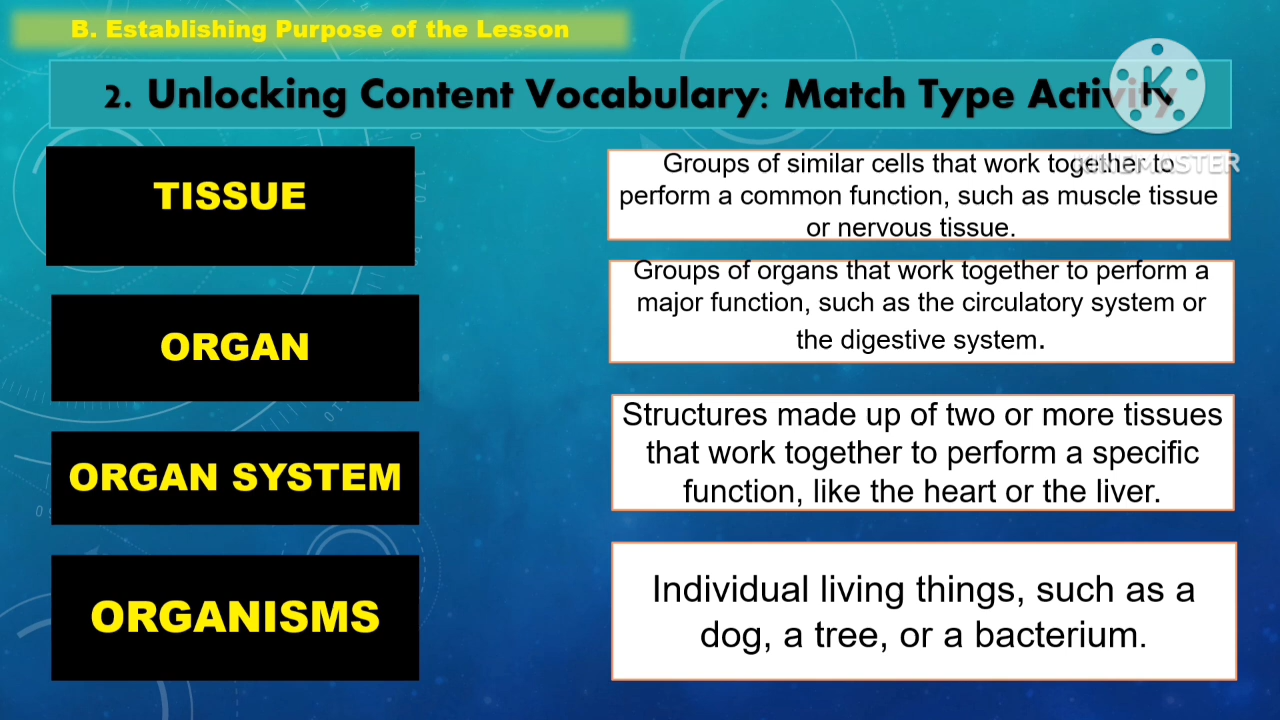 B. Establishing Purpose of the Lesson
2. Unlocking Content Vocabulary: Match Type Activity
K
KINEMASTER
TISSUE
Groups of similar cells that work together to
perform a common function, such as muscle tissue
or nervous tissue.
Groups of organs that work together to perform a
major function, such as the circulatory system or
the digestive system.
ORGAN
Structures made up of two or more tissues
that work together to perform a specific
function, like the heart or the liver.
ORGAN SYSTEM
Individual living things, such as a
dog, a tree, or a bacterium.
ORGANISMS